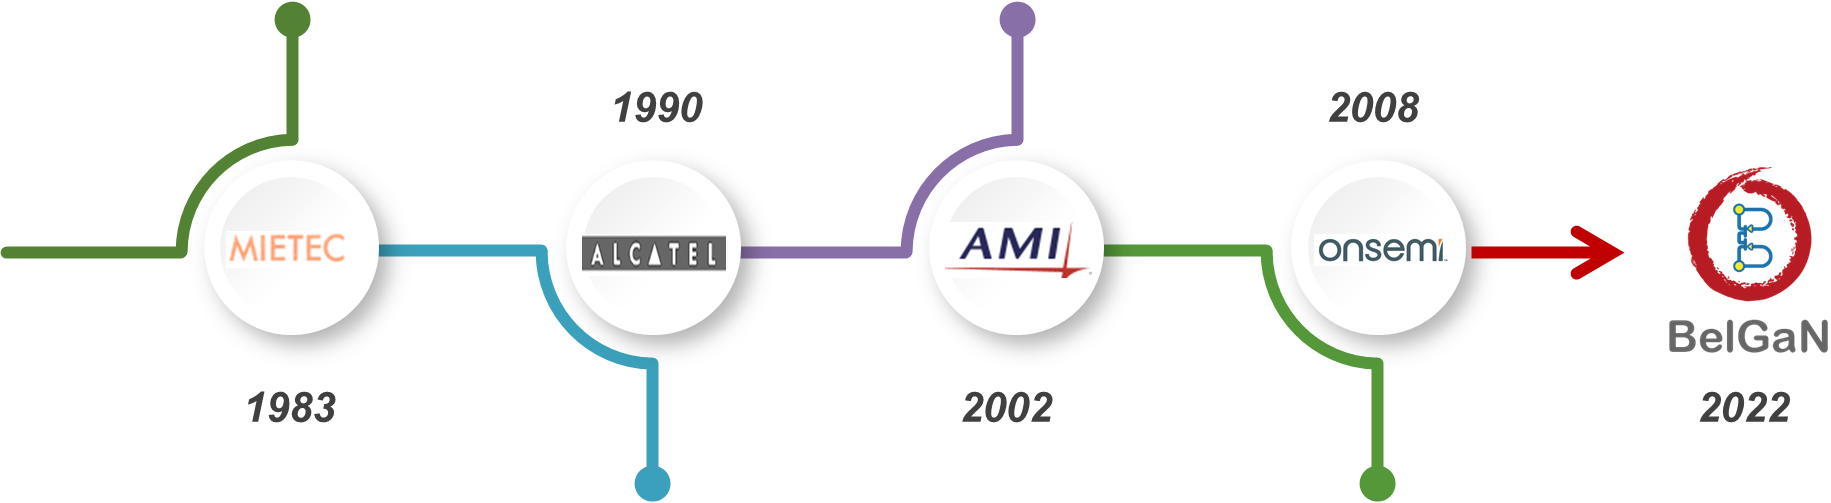 MIETEC
1983
1990
ALCATEL
AMI
2002
2008
onsemi
BelGaN
2022